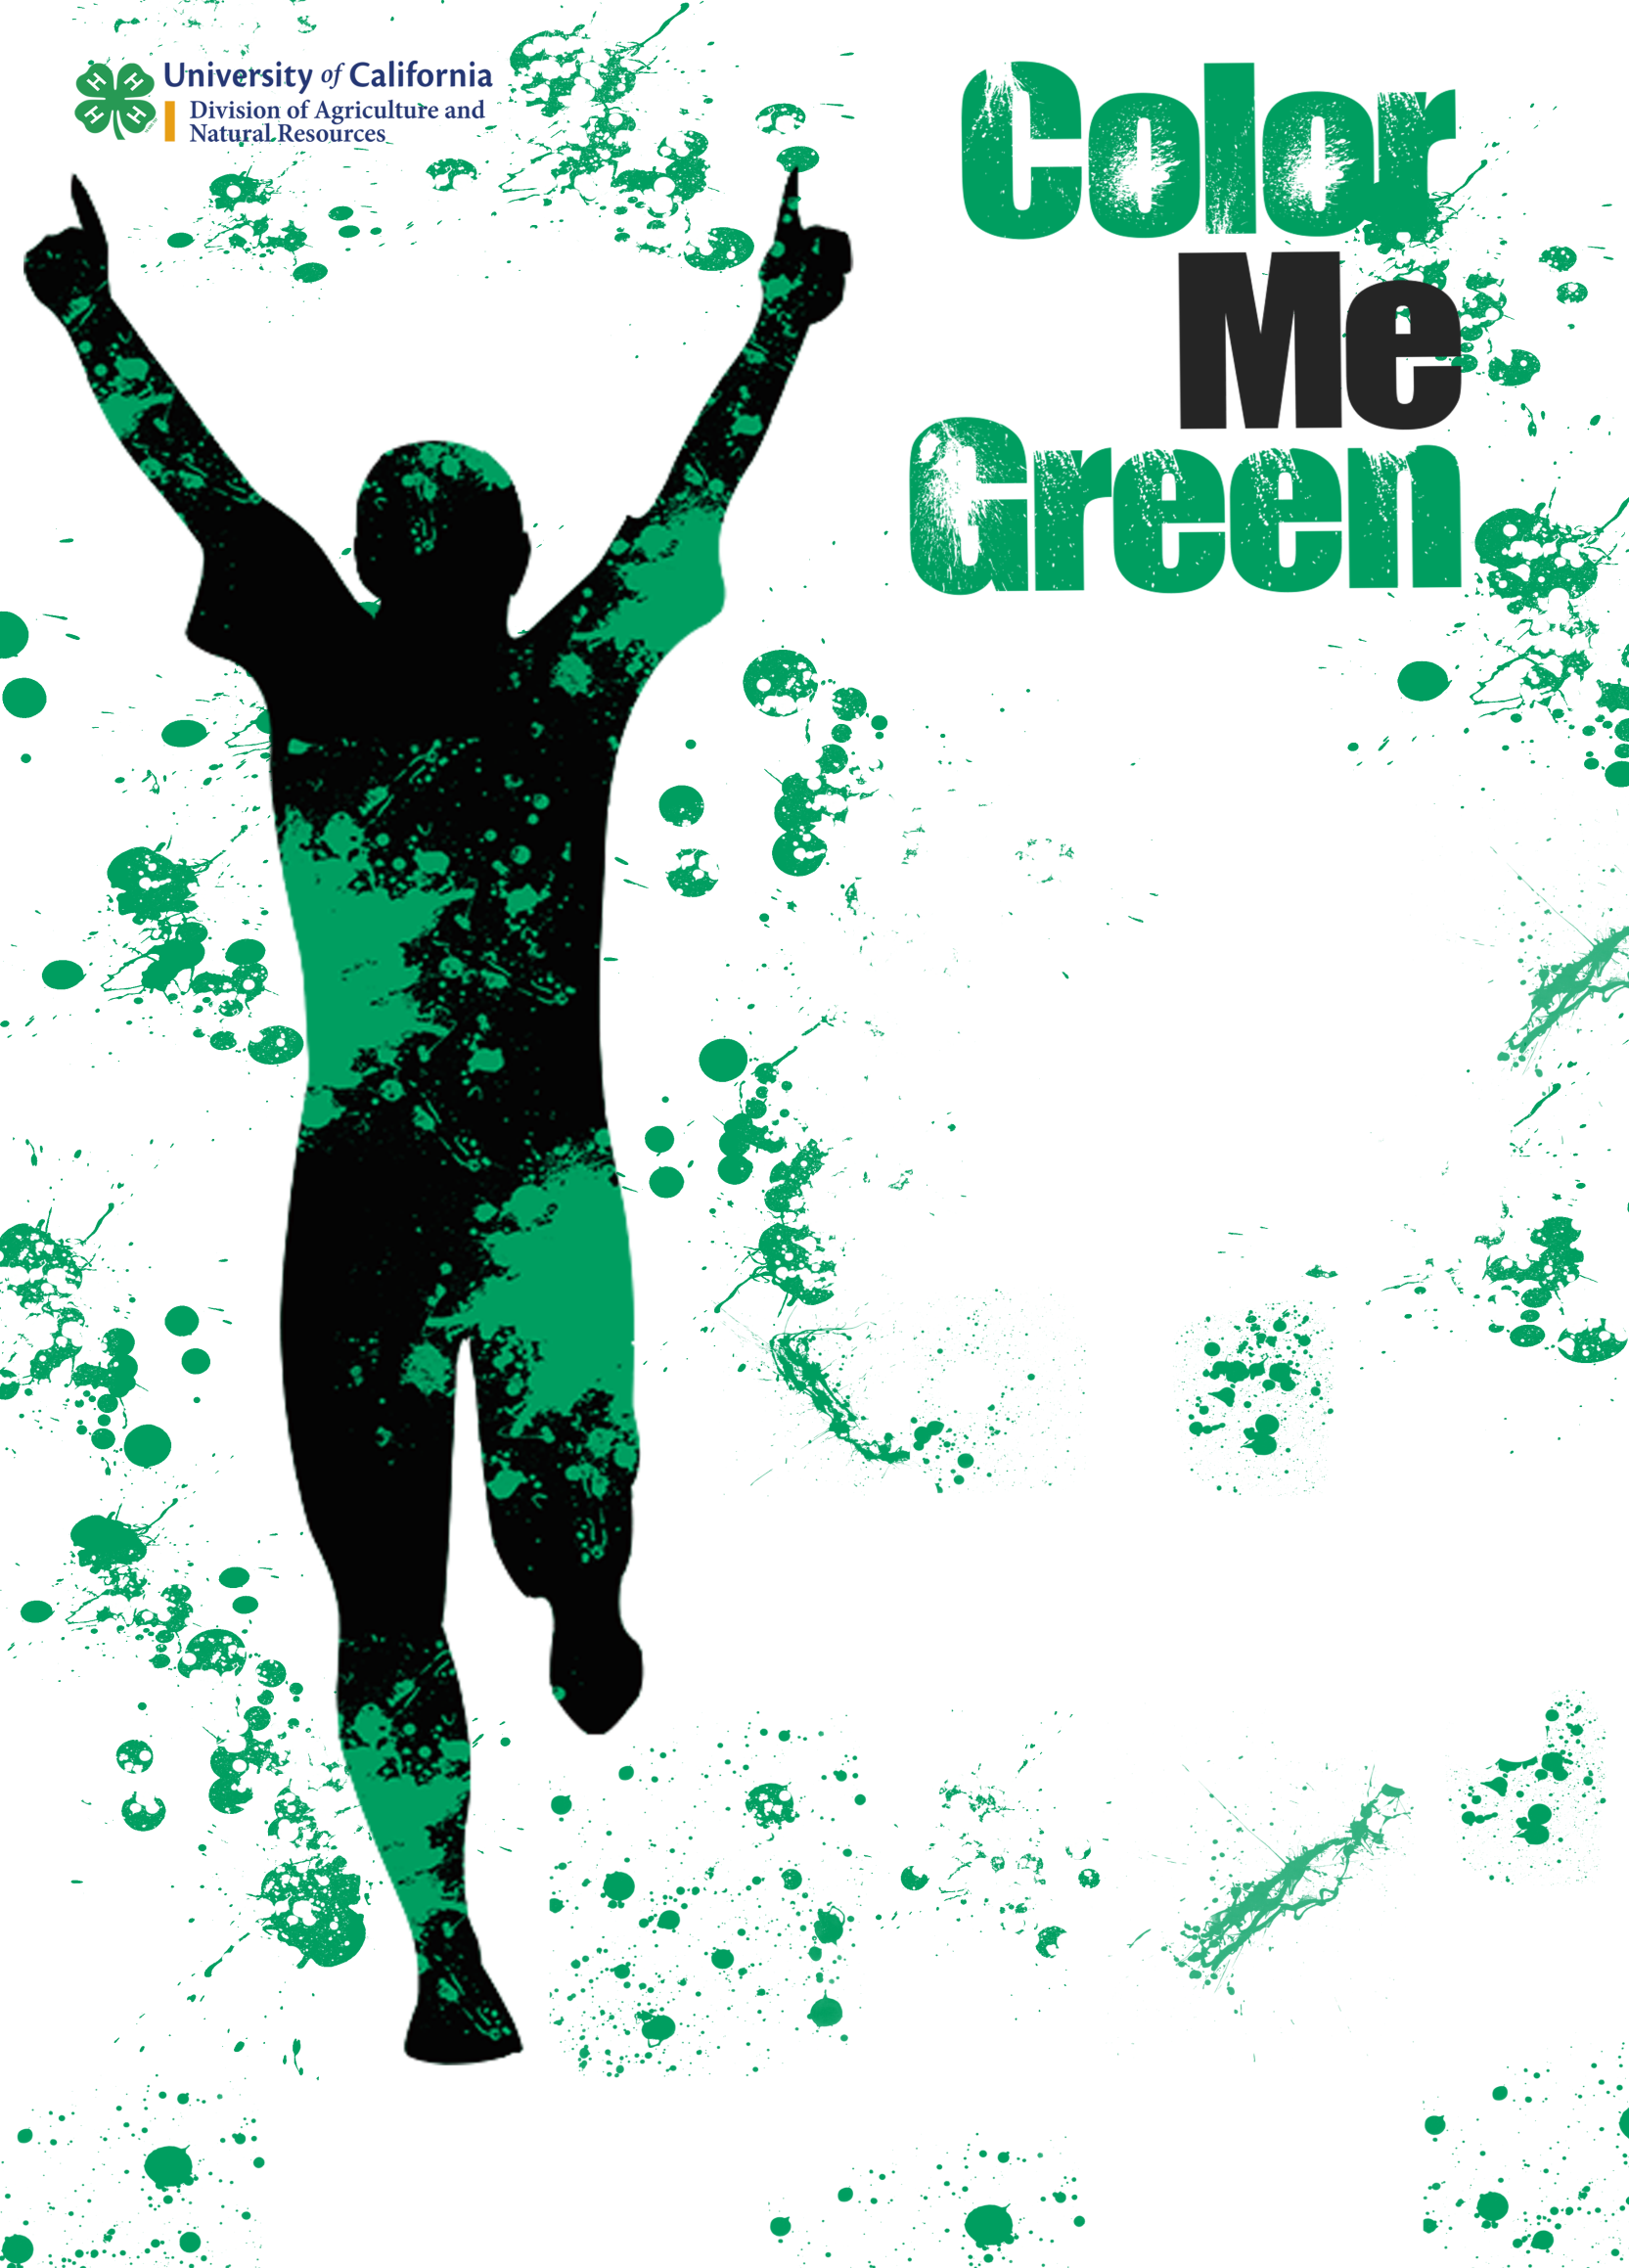 H H
H H
University of California
Division of Agriculture and
Natural Resources
Color
Me
Green